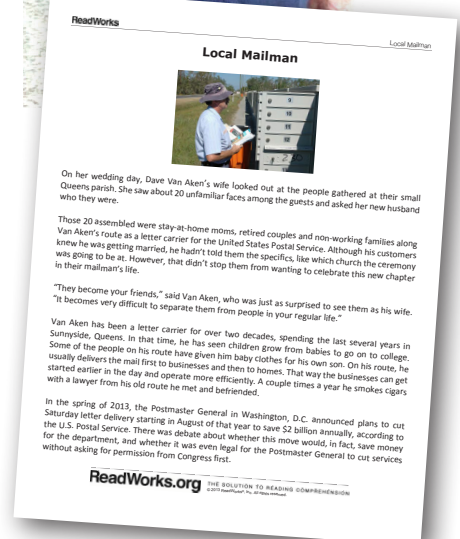 ReadWorks
Local Mailman
Local Mailman
On her wedding day, Dave Van Aken's wife looked out at the people gathered at their small
Queens parish. She saw about 20 unfamiliar faces among the guests and asked her new husband
who they were.
Those 20 assembled were stay-at-home moms, retired couples and non-working families along
Van Aken's route as a letter carrier for the United States Postal Service. Although his customers
knew he was getting married, he hadn't told them the specifics, like which church the ceremony
was going to be at. However, that didn't stop them from wanting to celebrate this new chapter
in their mailman's life.
"They become your friends," said Van Aken, who was just as surprised to see them as his wife.
"It becomes very difficult to separate them from people in your regular life."
Van Aken has been a letter carrier for over two decades, spending the last several years in
Sunnyside, Queens. In that time, he has seen children grow from babies to go on to college.
Some of the people on his route have given him baby clothes for his own son. On his route, he
usually delivers the mail first to businesses and then to homes. That way the businesses can get
started earlier in the day and operate more efficiently. A couple times a year he smokes cigars
with a lawyer from his old route he met and befriended.
In the spring of 2013, the Postmaster General in Washington, D.C. announced plans to cut
Saturday letter delivery starting in August of that year to save $2 billion annually, according to
the U.S. Postal Service. There was debate about whether this move would, in fact, save money
for the department, and whether it was even legal for the Postmaster General to cut services
without asking for permission from Congress first.
ReadWorks.org
THE SOLUTION TO READING COMPREHENSION
© 2013 ReadWorks®, Inc. All rights reserved.